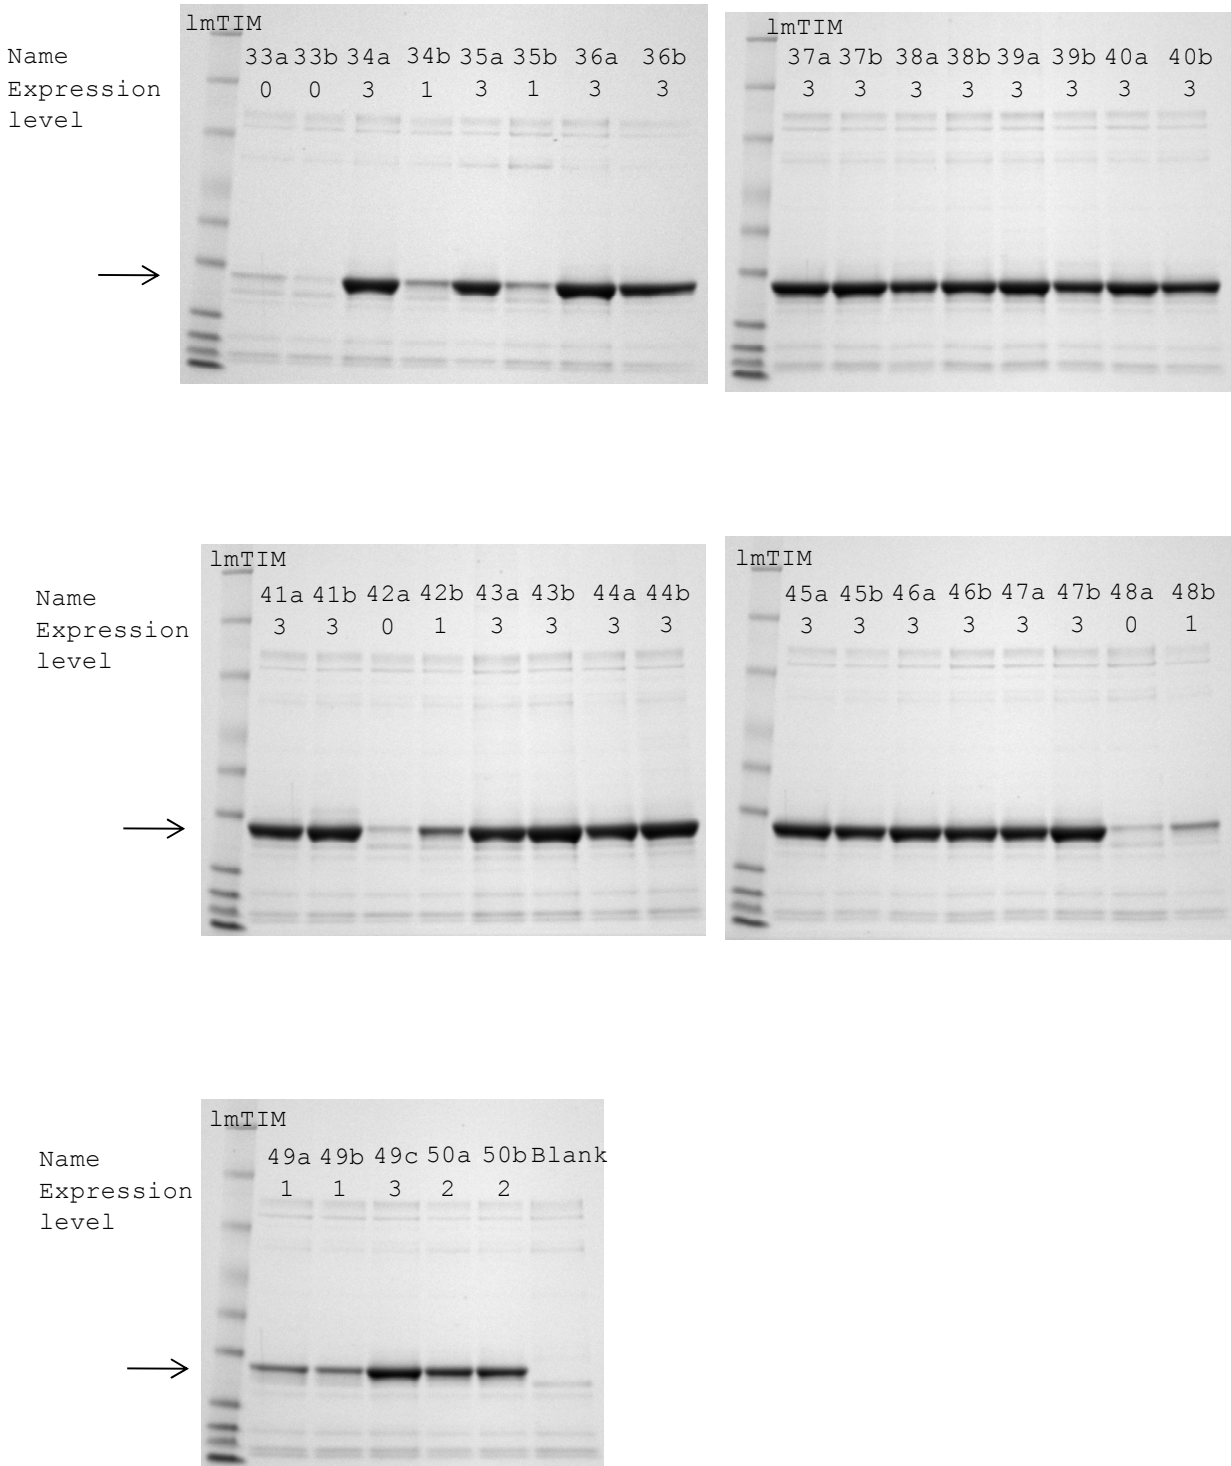 lmTIM
Name 33a 33b 34a 34b 35a 35b 36a 36b
Expression 0 0 3 1 3 1 3 3
level
lmTIM
37a 37b 38a 38b 39a 39b 40a 40b
3 3 3 3 3 3 3 3
lmTIM
Name 41a 41b 42a 42b 43a 43b 44a 44b
Expression 3 3 0 1 3 3 3 3
level
lmTIM
45a 45b 46a 46b 47a 47b 48a 48b
3 3 3 3 3 3 0 1
lmTIM
Name 49a 49b 49c 50a 50b Blank
Expression 1 1 3 2 2
level